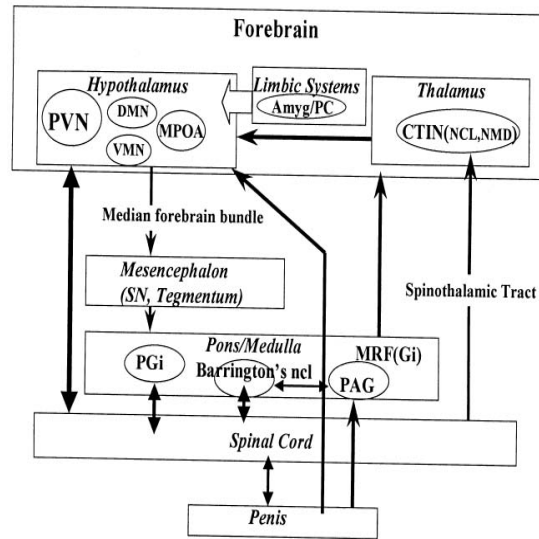 Forebrain
Hypothalamus
Limbic Systems
Thalamus
PVN
DMN
MPOA
VMN
Amyg/PC
CTIN(NCL,NMD)
Median forebrain bundle
Mesencephalon
(SN, Tegmentum)
Spinothalamic Tract
Pons/Medulla
MRF(Gi)
PGi
Barrington's ncl
PAG
Spinal Cord
Penis